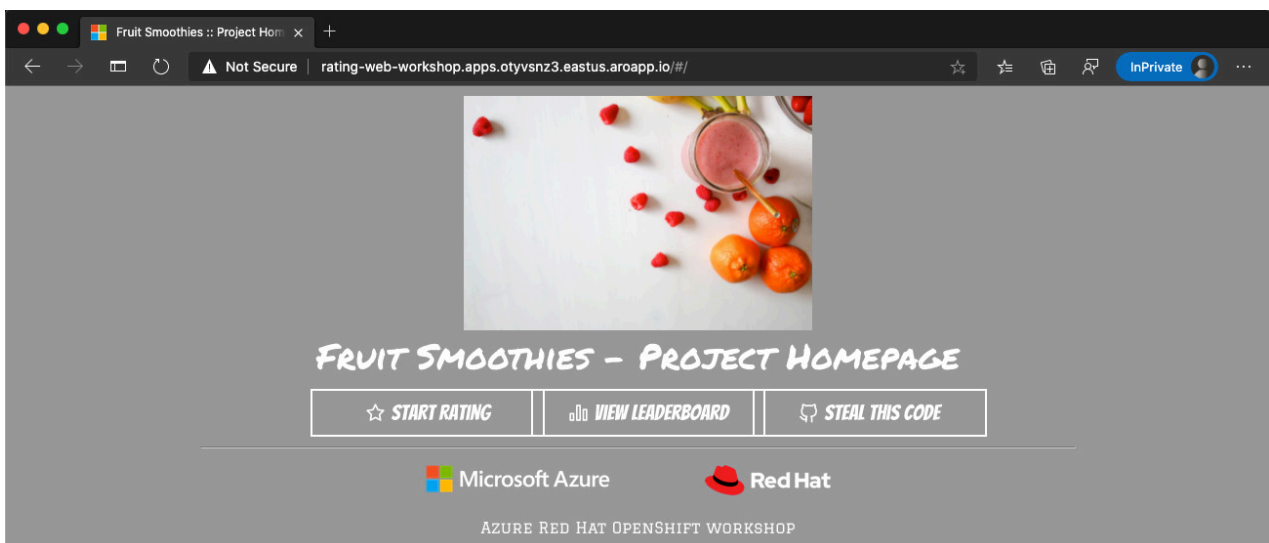 Fruit Smoothies :: Project Hom
Not Secure | rating-web-workshop.apps.otyvsnz3.eastus.aroapp.io/#/
InPrivate
FRUIT SMOOTHIES - PROJECT HOMEPAGE
START RATING
VIEW LEADERBOARD
STEAL THIS CODE
Microsoft Azure
Red Hat
AZURE RED HAT OPENSHIFT WORKSHOP